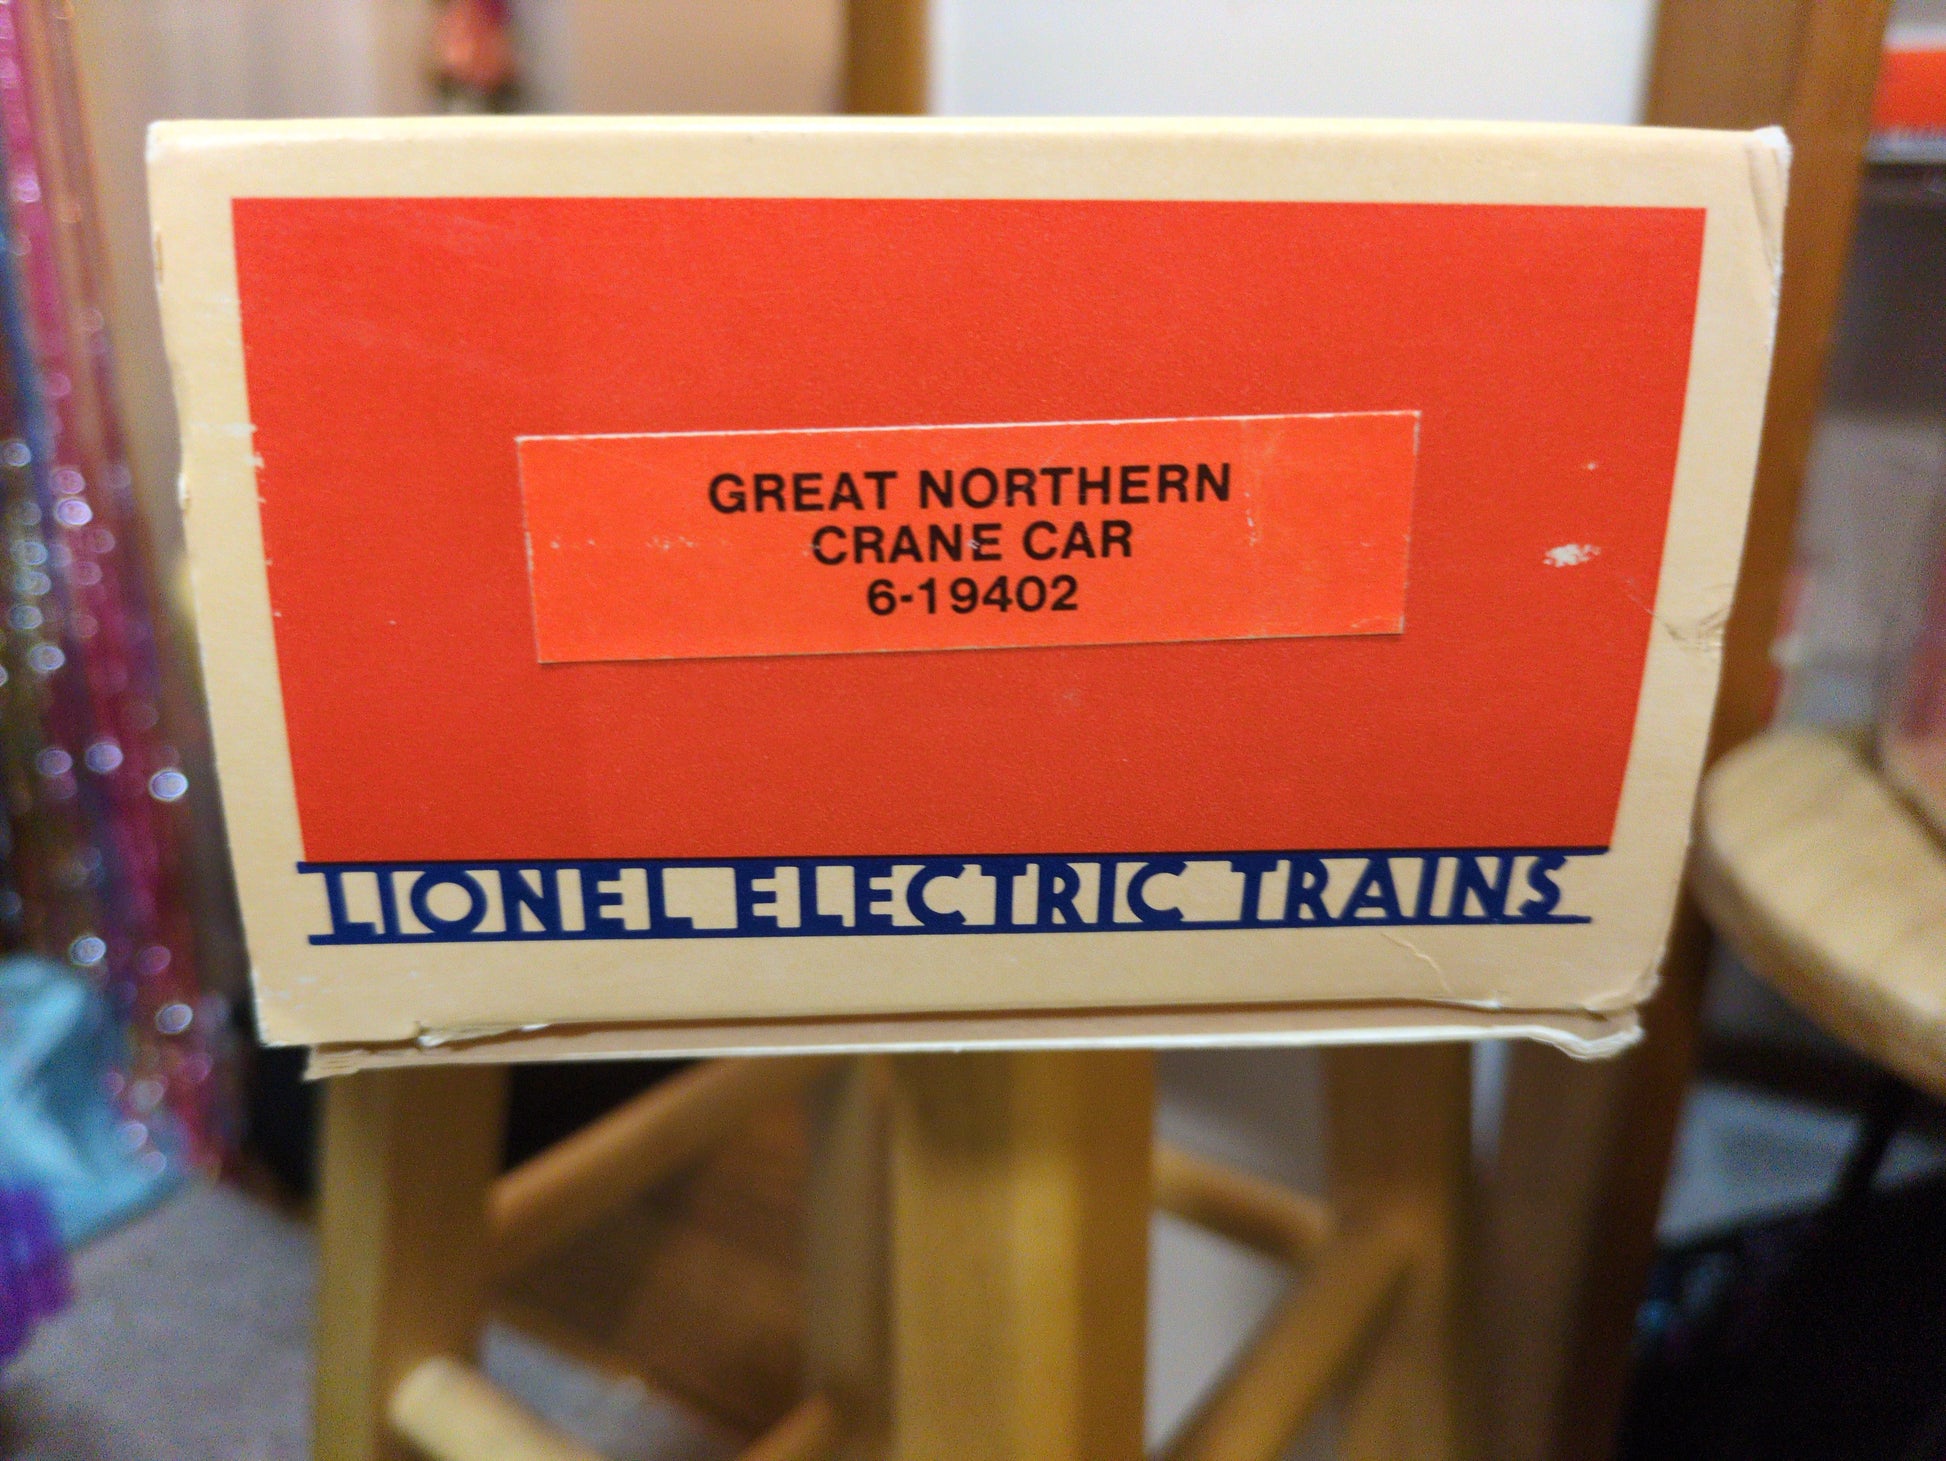 GREAT NORTHERN
CRANE CAR
6-19402
LIONEL ELECTRIC TRAINS